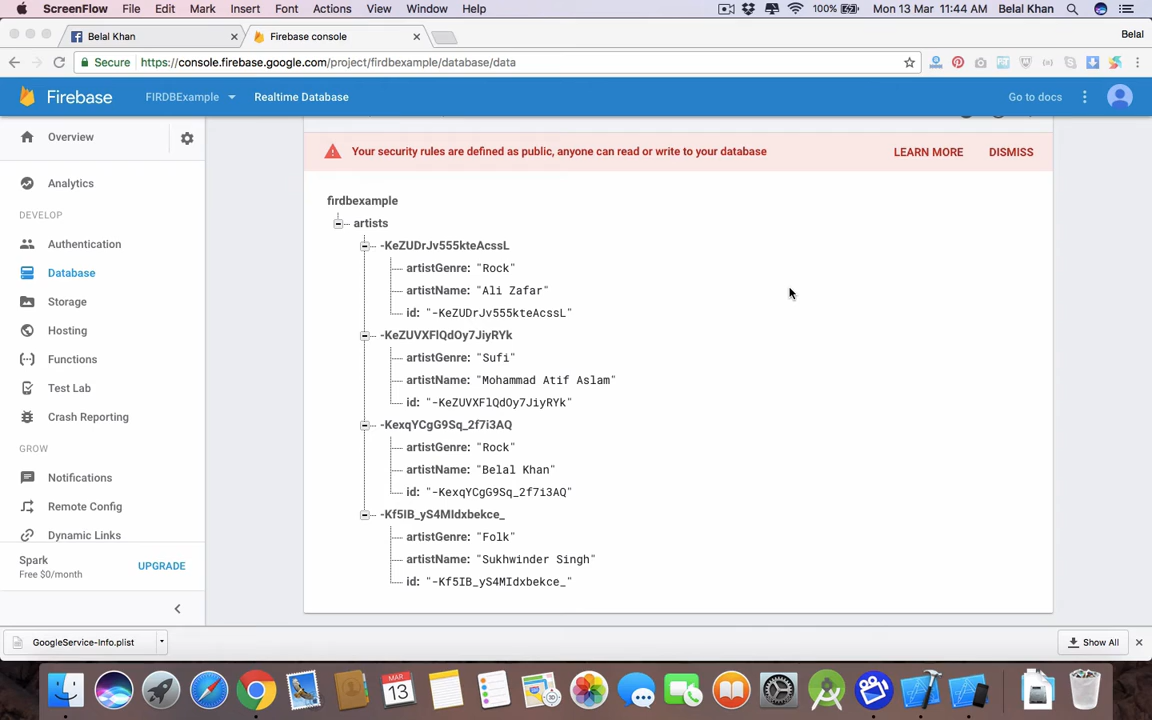 ScreenFlow File Edit Mark Insert Font Actions View Window Help 100% Mon 13 Mar 11:44 AM Belal Khan
Belal Khan Firebase console Belal
Secure https://console.firebase.google.com/project/firdbexample/database/data
Firebase FIRDBExample Realtime Database Go to docs
Overview
Your security rules are defined as public, anyone can read or write to your database LEARN MORE DISMISS
Analytics
DEVELOP
Authentication
Database
Storage
Hosting
Functions
Test Lab
Crash Reporting
GROW
Notifications
Remote Config
Dynamic Links
Spark
Free $0/month
UPGRADE
firdbexample
artists
-KeZUDrJv555kteAcssL
artistGenre: "Rock"
artistName: "Ali Zafar"
id: "-KeZUDrJv555kteAcssL"
-KeZUVXFlQdOy7JiyRYk
artistGenre: "Sufi"
artistName: "Mohammad Atif Aslam"
id: "-KeZUVXFlQdOy7JiyRYk"
-KexqYCgG9Sq_2f7i3AQ
artistGenre: "Rock"
artistName: "Belal Khan"
id: "-KexqYCgG9Sq_2f7i3AQ"
-Kf5IB_yS4MIdxbekce_
artistGenre: "Folk"
artistName: "Sukhwinder Singh"
id: "-Kf5IB_yS4MIdxbekce_"
GoogleService-Info.plist Show All
MAR
13